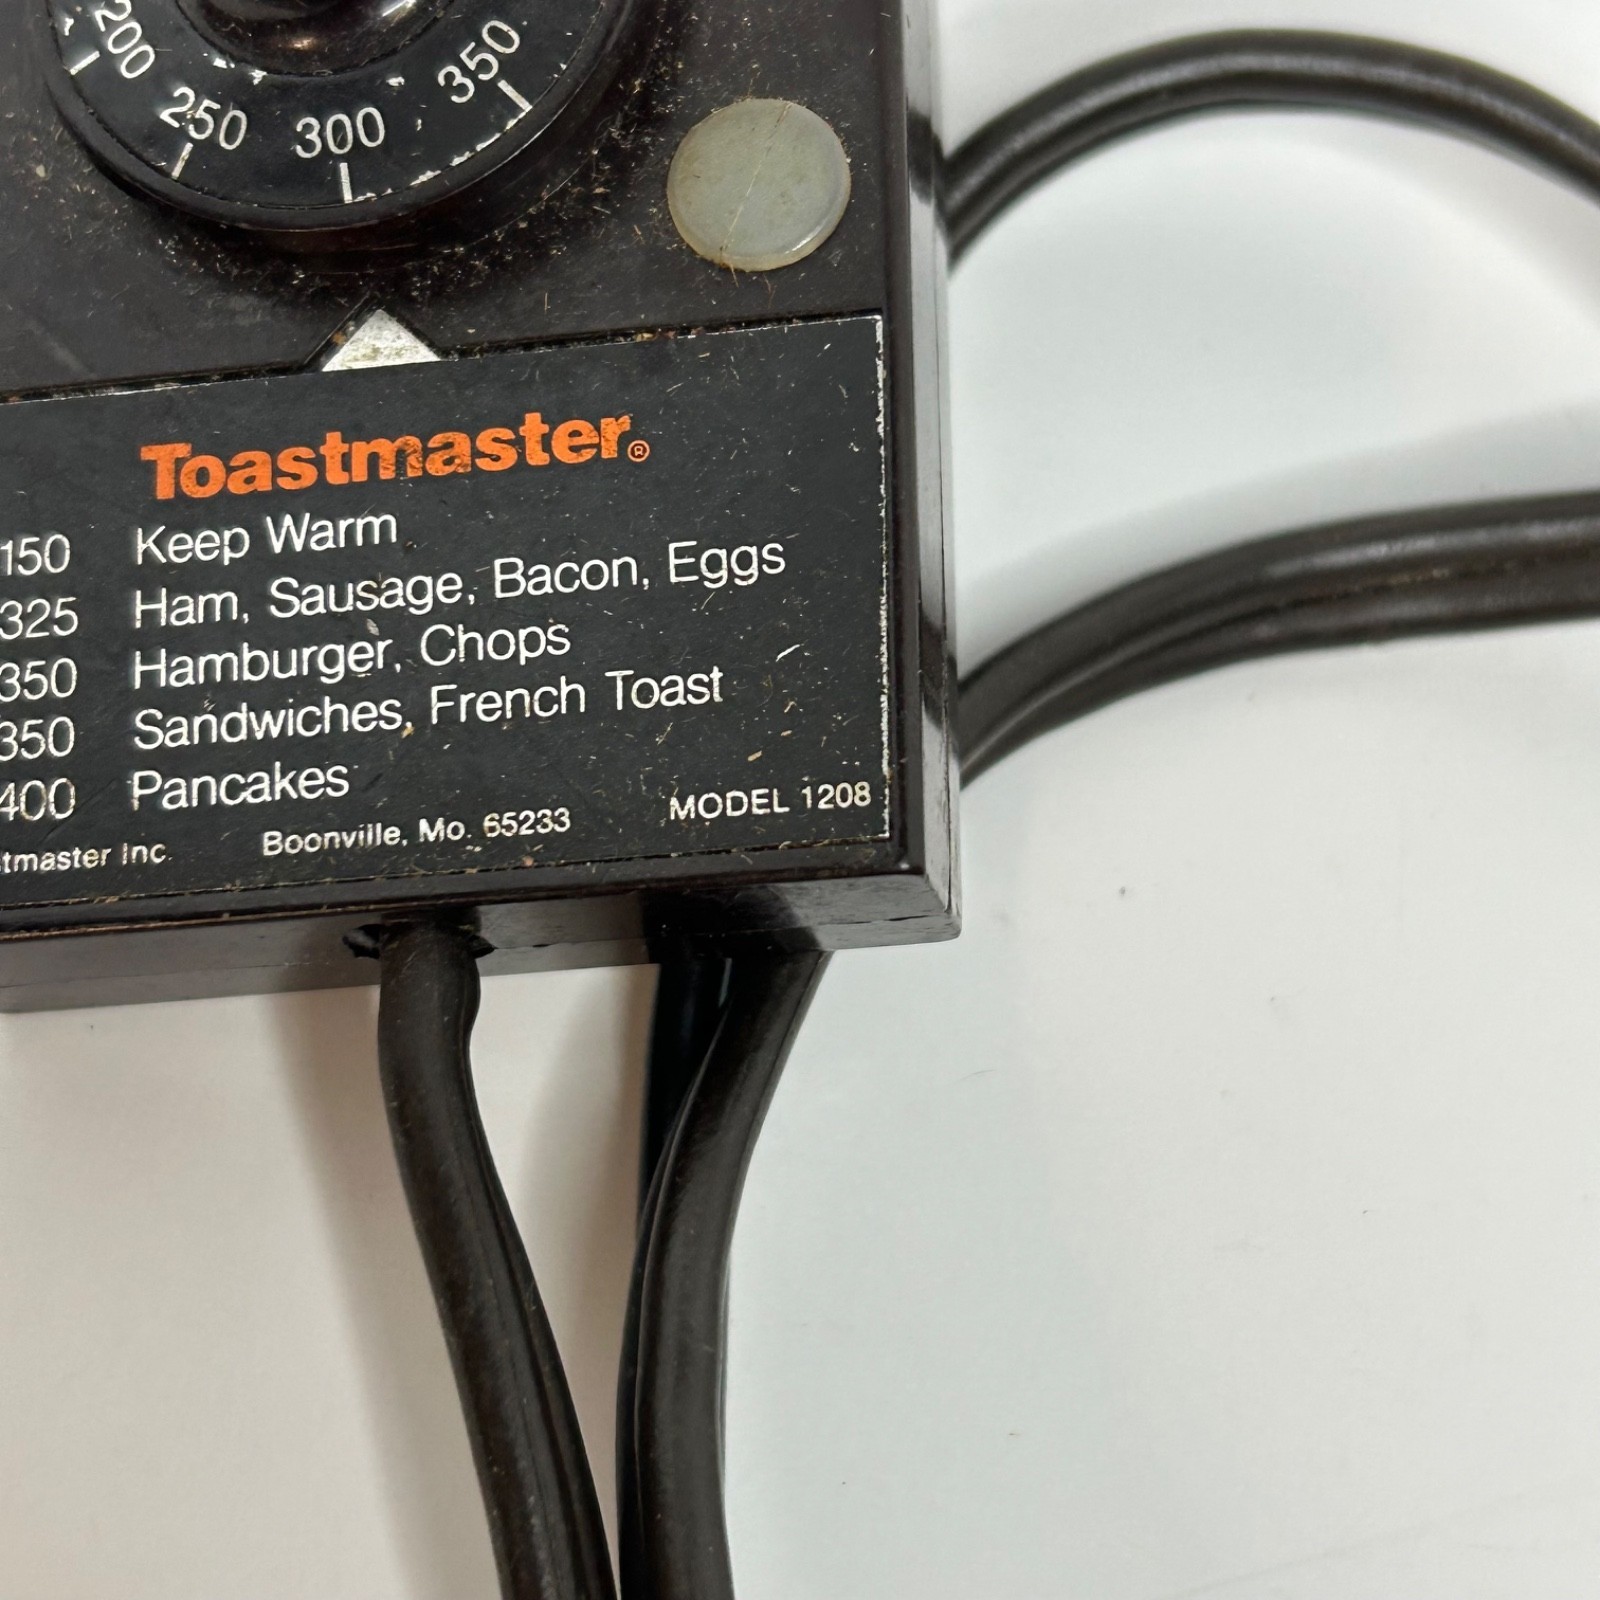 200 250 300 350
Toastmaster®
150 Keep Warm
325 Ham, Sausage, Bacon, Eggs
350 Hamburger, Chops
350 Sandwiches, French Toast
400 Pancakes
tmaster Inc. Boonville, Mo. 65233 MODEL 1208